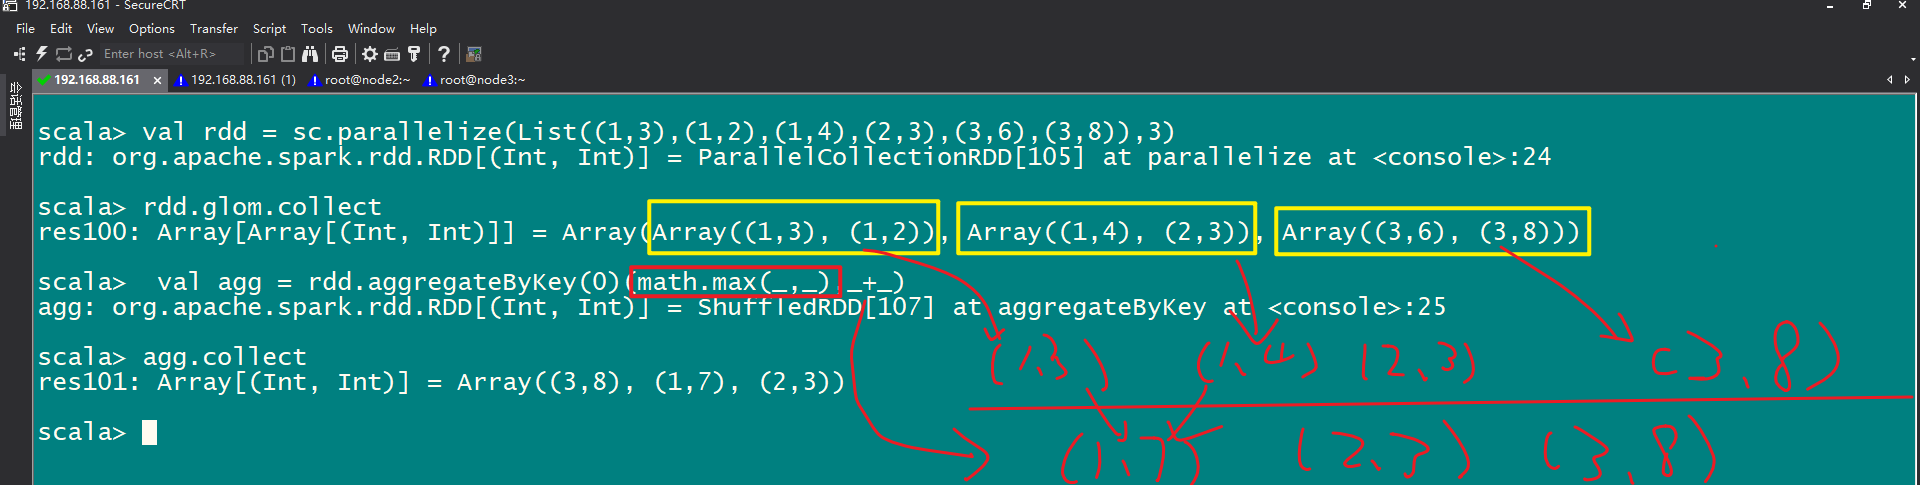 192.168.88.161 - SecureCRT
File Edit View Options Transfer Script Tools Window Help
Enter host <Alt+R>
192.168.88.161 × 192.168.88.161 (1) root@node2:~ root@node3:~
会话管理
scala> val rdd = sc.parallelize(List((1,3),(1,2),(1,4),(2,3),(3,6),(3,8)),3)
rdd: org.apache.spark.rdd.RDD[(Int, Int)] = ParallelCollectionRDD[105] at parallelize at <console>:24
scala> rdd.glom.collect
res100: Array[Array[(Int, Int)]] = Array(Array((1,3), (1,2)), Array((1,4), (2,3)), Array((3,6), (3,8)))
scala>  val agg = rdd.aggregateByKey(0)(math.max(_,_),_+_)
agg: org.apache.spark.rdd.RDD[(Int, Int)] = ShuffledRDD[107] at aggregateByKey at <console>:25
scala> agg.collect
res101: Array[(Int, Int)] = Array((3,8), (1,7), (2,3))
(1,3) (1,4) (2,3) (3,8)
scala>
(1,7) (2,3) (3,8)